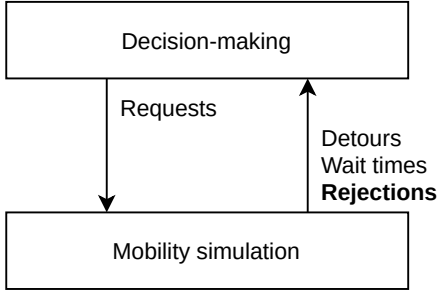 Decision-making
Requests
Detours
Wait times
Rejections
Mobility simulation